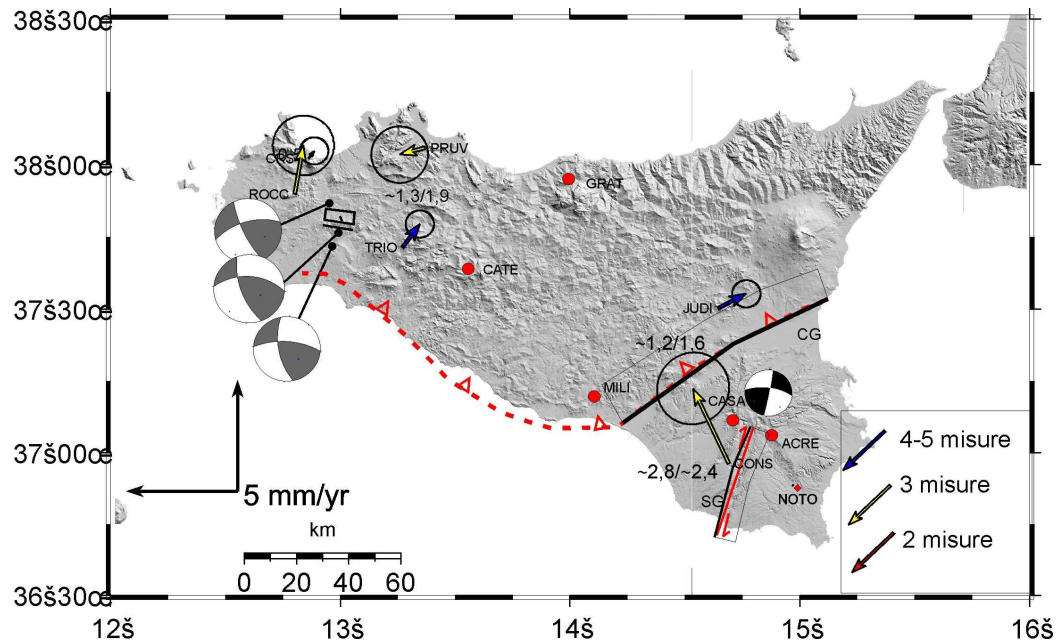 38š30œ
38š00œ
37š30œ
37š00œ
36š30œ
12š
13š
14š
15š
16š
PRUV
ROCC
~1,3/1,9
GRAT
TRIO
CATE
JUDI
CG
~1,2/1,6
MILI
CASA
ACRE
CONS
~2,8/~2,4
SG
NOTO
5 mm/yr
km
0 20 40 60
4-5 misure
3 misure
2 misure